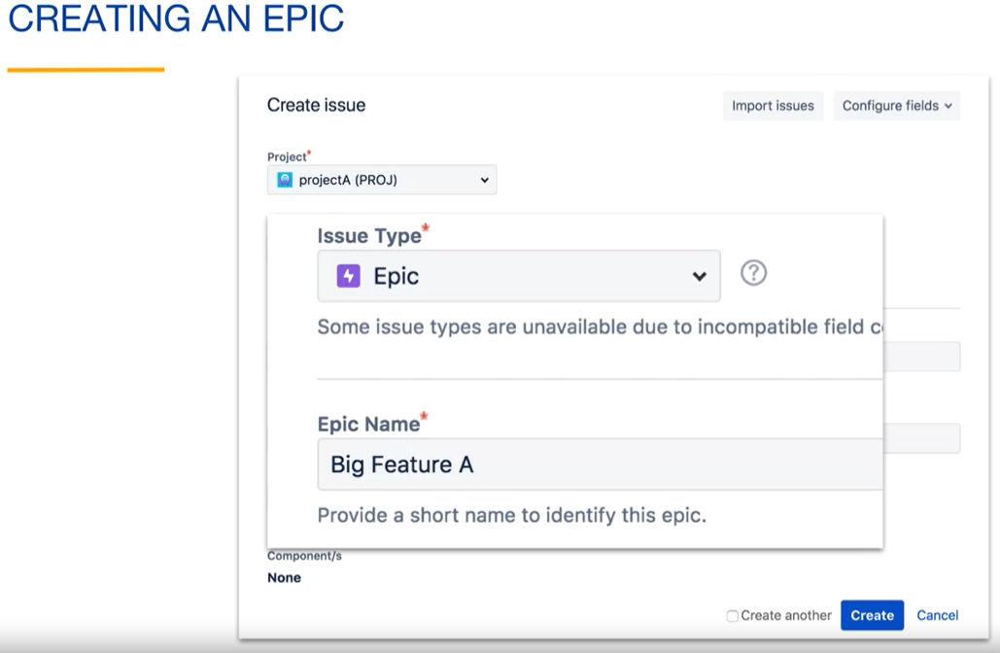 CREATING AN EPIC
Create issue
Import issues
Configure fields
Project*
projectA (PROJ)
Issue Type*
Epic
?
Some issue types are unavailable due to incompatible field
Epic Name*
Big Feature A
Provide a short name to identify this epic.
Component/s
None
Create another
Create
Cancel